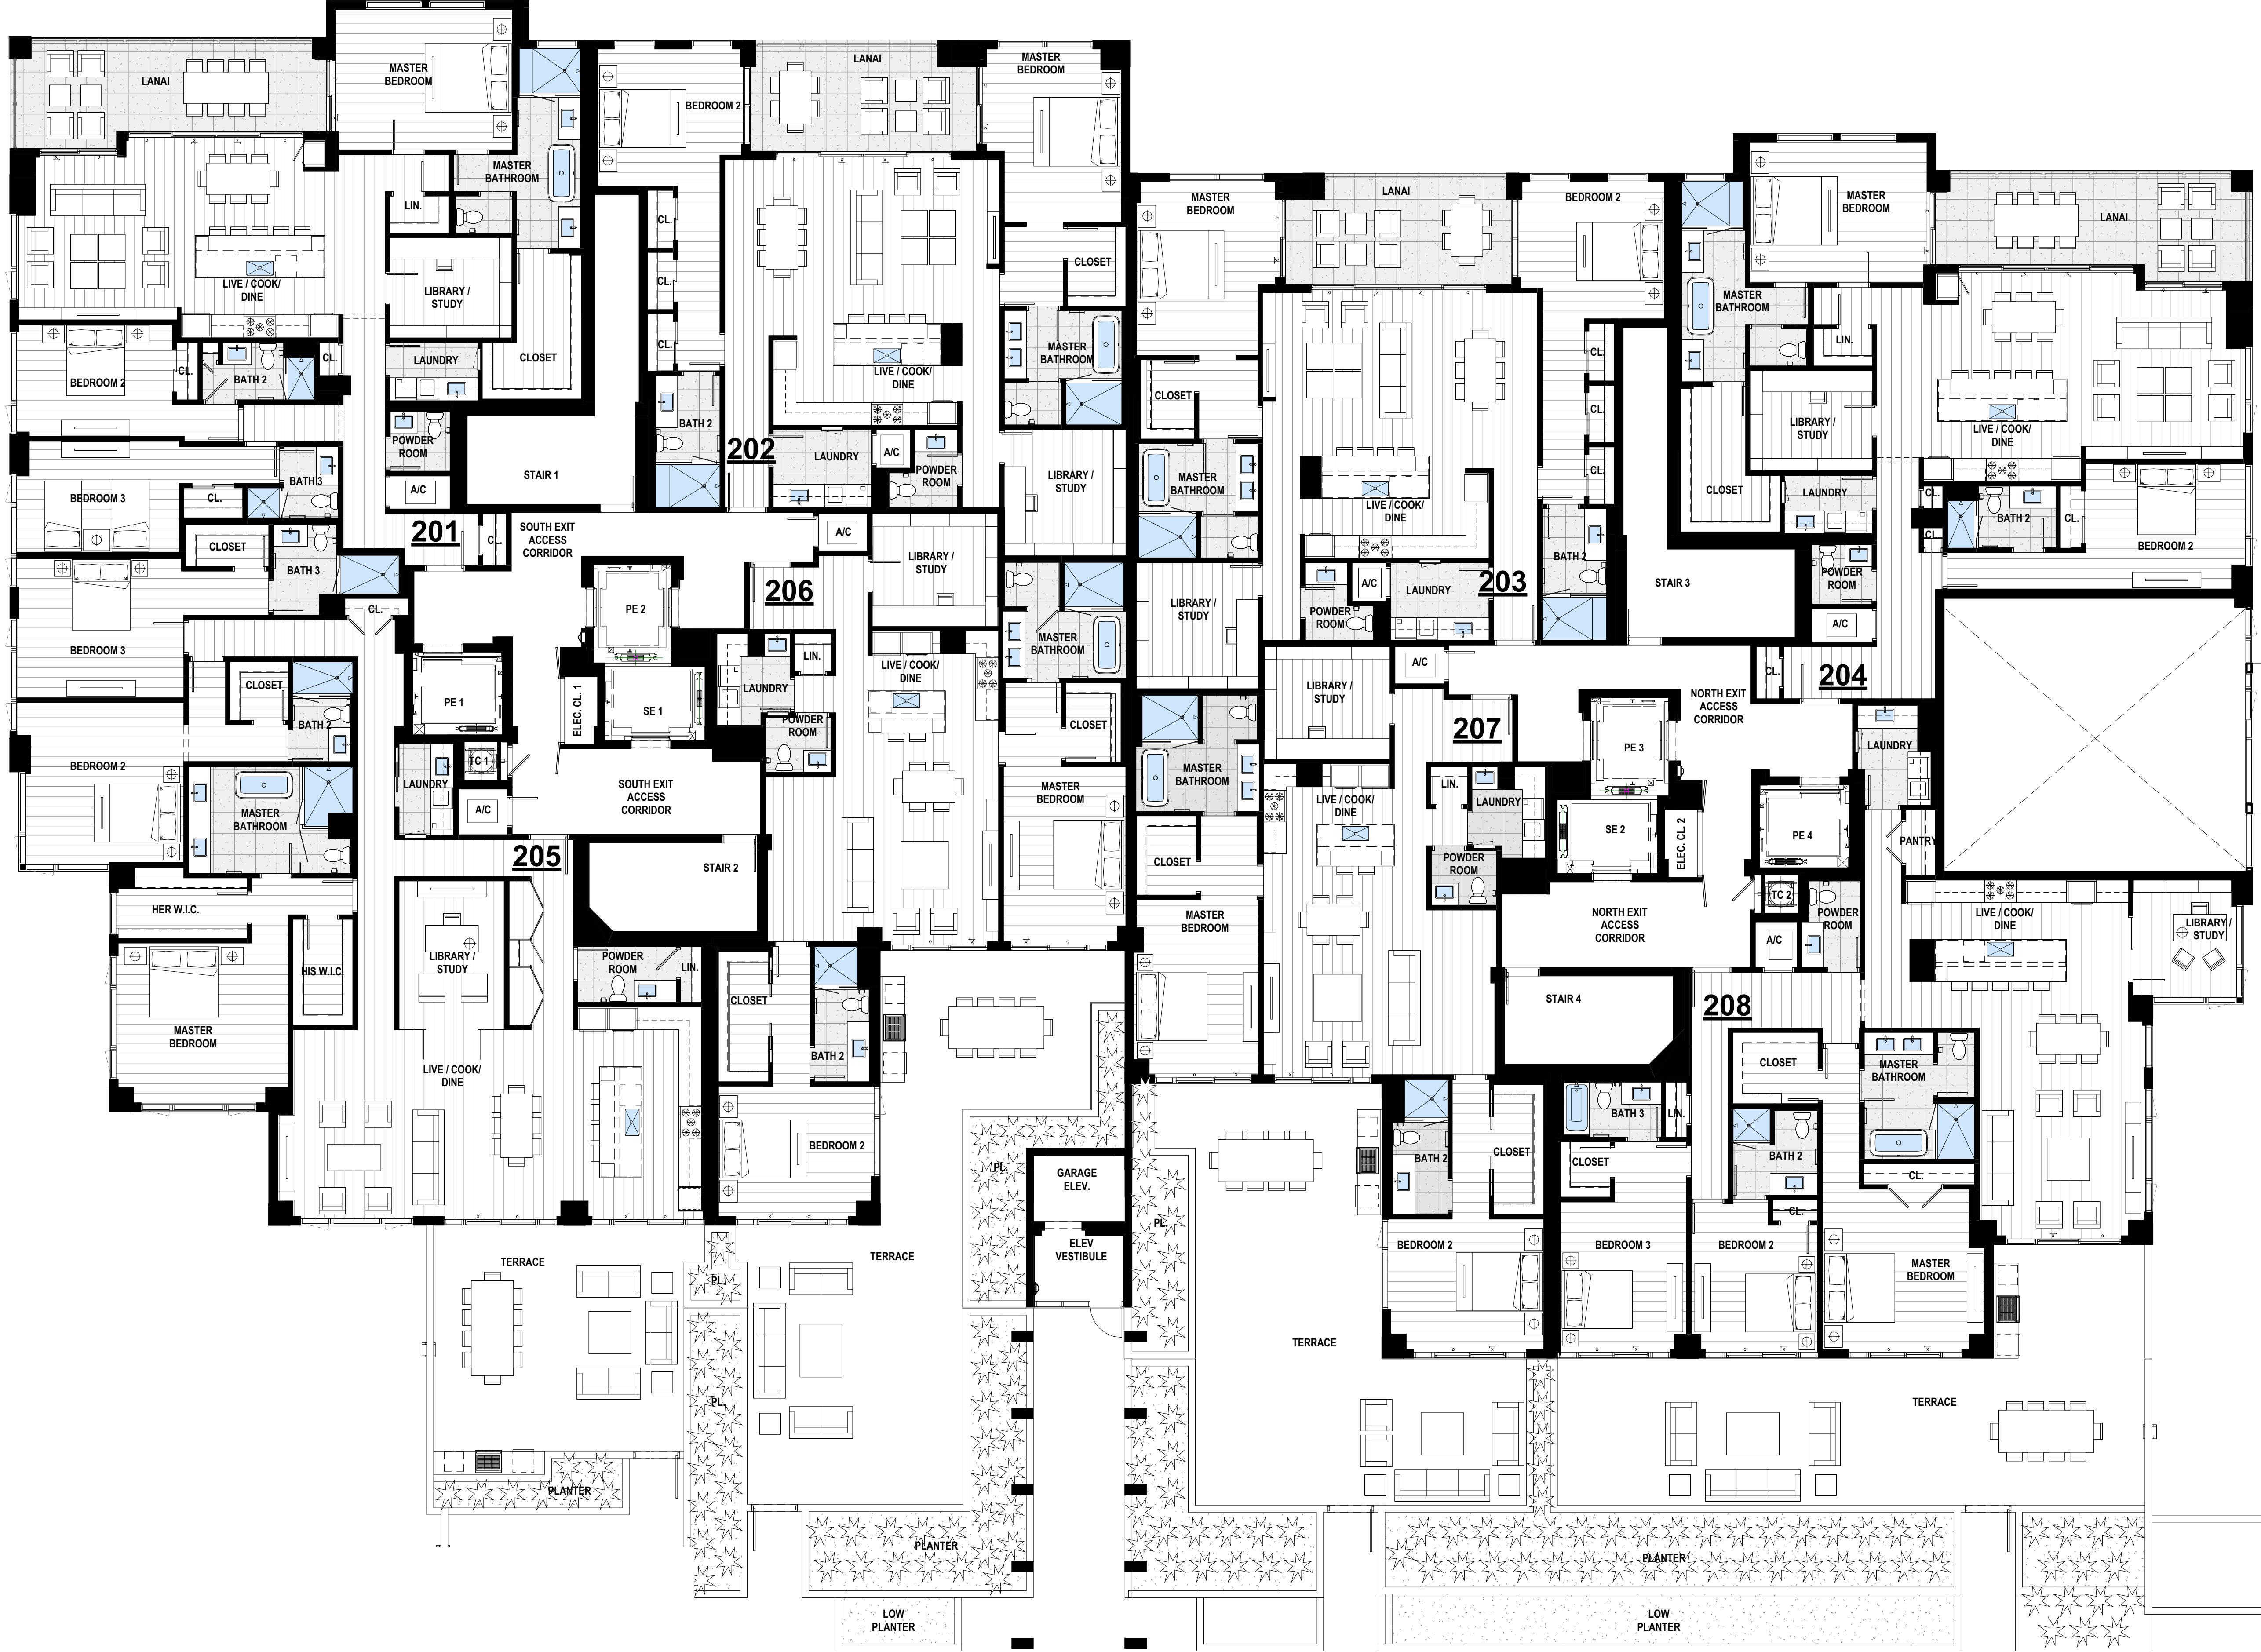 LANAI
MASTER
BEDROOM
MASTER
BATHROOM
LIN.
LIVE / COOK/
DINE
LIBRARY /
STUDY
CLOSET
LAUNDRY
BEDROOM 2
CL.
BATH 2
CL.
POWDER
ROOM
A/C
BEDROOM 3
CL.
BATH 3
201
CL.
STAIR 1
SOUTH EXIT
ACCESS
CORRIDOR
BEDROOM 2
LANAI
MASTER
BEDROOM
CL.
CL.
CL.
CLOSET
MASTER
BATHROOM
LIVE / COOK/
DINE
BATH 2
202
LAUNDRY
A/C
POWDER
ROOM
LIBRARY /
STUDY
MASTER
BEDROOM
LANAI
BEDROOM 2
CLOSET
CL.
CL.
CL.
MASTER
BATHROOM
LIVE / COOK/
DINE
BATH 2
203
LAUNDRY
A/C
POWDER
ROOM
LIBRARY /
STUDY
STAIR 3
MASTER
BEDROOM
LANAI
MASTER
BATHROOM
LIN.
LIBRARY /
STUDY
LIVE / COOK/
DINE
CLOSET
LAUNDRY
CL.
BATH 2
CL.
BEDROOM 2
CL.
POWDER
ROOM
A/C
204
CL.
NORTH EXIT
ACCESS
CORRIDOR
CLOSET
BATH 3
CL.
BEDROOM 3
CLOSET
BATH 2
BEDROOM 2
MASTER
BATHROOM
PE 1
TC 1
LAUNDRY
A/C
205
HER W.I.C.
HIS W.I.C.
MASTER
BEDROOM
LIBRARY /
STUDY
POWDER
ROOM
LIN.
LIVE / COOK/
DINE
PE 2
SE 1
ELEC. CL. 1
SOUTH EXIT
ACCESS
CORRIDOR
STAIR 2
A/C
206
LIBRARY /
STUDY
LAUNDRY
LIN.
POWDER
ROOM
LIVE / COOK/
DINE
MASTER
BATHROOM
CLOSET
MASTER
BEDROOM
CLOSET
BATH 2
BEDROOM 2
LIBRARY /
STUDY
A/C
207
MASTER
BATHROOM
LIVE / COOK/
DINE
LIN.
LAUNDRY
POWDER
ROOM
CLOSET
MASTER
BEDROOM
BATH 2
CLOSET
BEDROOM 2
PE 3
SE 2
ELEC. CL. 2
PE 4
TC 2
NORTH EXIT
ACCESS
CORRIDOR
STAIR 4
LAUNDRY
PANTRY
POWDER
ROOM
A/C
LIVE / COOK/
DINE
LIBRARY /
STUDY
208
CLOSET
MASTER
BATHROOM
BATH 3
LIN.
CLOSET
BATH 2
CL.
CL.
BEDROOM 3
BEDROOM 2
MASTER
BEDROOM
PL.
GARAGE
ELEV.
ELEV
VESTIBULE
PL.
TERRACE
PL.
TERRACE
PL.
PLANTER
PLANTER
LOW
PLANTER
TERRACE
TERRACE
PLANTER
LOW
PLANTER